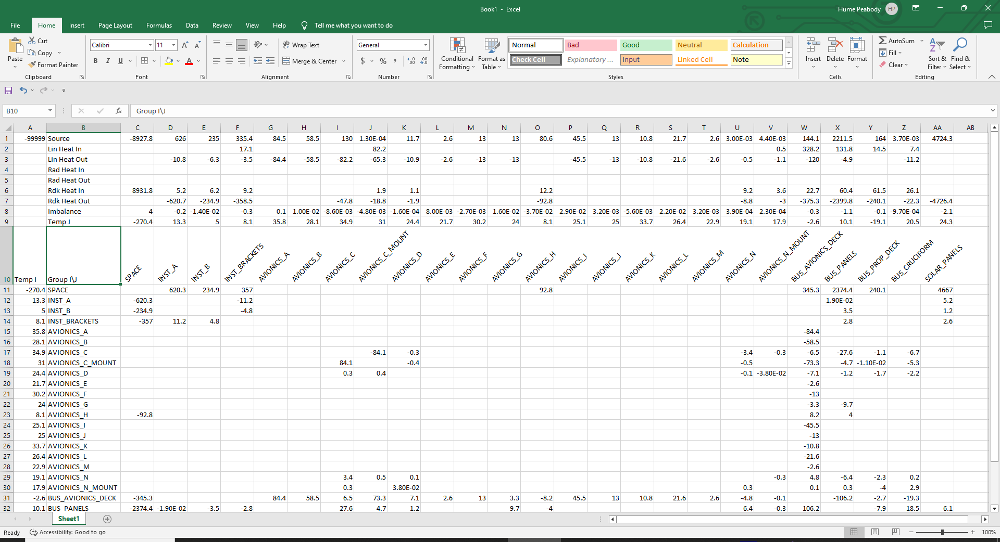 Book1 - Excel
Hume Peabody HP
File Home Insert Page Layout Formulas Data Review View Help Tell me what you want to do
Paste Cut Copy Format Painter Clipboard
Calibri 11 B I U Font
Wrap Text Merge & Center Alignment
General $ % , Number
Conditional Formatting Format as Table
Normal Bad Good Neutral Calculation
Check Cell Explanatory ... Input Linked Cell Note
Styles
Insert Delete Format Cells
AutoSum Fill Clear Sort & Filter Find & Select Editing
B10 fx Group I\J
A B C D E F G H I J K L M N O P Q R S T U V W X Y Z AA AB
1 -99999 Source -8927.8 626 235 335.4 84.5 58.5 130 1.30E-04 11.7 2.6 13 13 80.6 45.5 13 10.8 21.7 2.6 3.00E-03 4.40E-03 144.1 2211.5 164 3.70E-03 4724.3
2 Lin Heat In 17.1 82.2 0.5 328.2 131.8 14.5 7.4
3 Lin Heat Out -10.8 -6.3 -3.5 -84.4 -58.5 -82.2 -65.3 -10.9 -2.6 -13 -13 -45.5 -13 -10.8 -21.6 -2.6 -0.5 -1.1 -120 -4.9 -11.2
4 Rad Heat In
5 Rad Heat Out
6 Rdk Heat In 8931.8 5.2 6.2 9.2 1.9 1.1 12.2 9.2 3.6 22.7 60.4 61.5 26.1
7 Rdk Heat Out -620.7 -234.9 -358.5 -47.8 -18.8 -1.9 -92.8 -8.8 -3 -375.3 -2399.8 -240.1 -22.3 -4726.4
8 Imbalance 4 -0.2 -1.40E-02 -0.3 0.1 1.00E-02 -8.60E-03 -4.80E-03 -1.60E-04 8.00E-03 -2.70E-03 1.60E-02 -3.70E-02 2.90E-02 3.20E-03 -5.60E-03 2.20E-02 3.20E-03 3.90E-04 2.30E-04 -0.3 -1.1 -0.1 -9.70E-04 -2.1
9 Temp J -270.4 13.3 5 8.1 35.8 28.1 34.9 31 24.4 21.7 30.2 24 8.1 25.1 25 33.7 26.4 22.9 19.1 17.9 -2.6 10.1 -19.1 20.5 24.3
10 Temp I Group I\J SPACE INST_A INST_B INST_BRACKETS AVIONICS_A AVIONICS_B AVIONICS_C AVIONICS_C_MOUNT AVIONICS_D AVIONICS_E AVIONICS_F AVIONICS_G AVIONICS_H AVIONICS_I AVIONICS_J AVIONICS_K AVIONICS_L AVIONICS_M AVIONICS_N AVIONICS_N_MOUNT BUS_AVIONICS_DECK BUS_PANELS BUS_PROP_DECK BUS_CRUCIFORM SOLAR_PANELS
11 -270.4 SPACE 620.3 234.9 357 92.8 345.3 2374.4 240.1 4667
12 13.3 INST_A -620.3 -11.2 1.90E-02 5.2
13 5 INST_B -234.9 -4.8 3.5 1.2
14 8.1 INST_BRACKETS -357 11.2 4.8 2.8 2.6
15 35.8 AVIONICS_A -84.4
16 28.1 AVIONICS_B -58.5
17 34.9 AVIONICS_C -84.1 -0.3 -3.4 -0.3 -6.5 -27.6 -1.1 -6.7
18 31 AVIONICS_C_MOUNT 84.1 -0.4 -0.5 -73.3 -4.7 -1.10E-02 -5.3
19 24.4 AVIONICS_D 0.3 0.4 -0.1 -3.80E-02 -7.1 -1.2 -1.7 -2.2
20 21.7 AVIONICS_E -2.6
21 30.2 AVIONICS_F -13
22 24 AVIONICS_G -3.3 -9.7
23 8.1 AVIONICS_H -92.8 8.2 4
24 25.1 AVIONICS_I -45.5
25 25 AVIONICS_J -13
26 33.7 AVIONICS_K -10.8
27 26.4 AVIONICS_L -21.6
28 22.9 AVIONICS_M -2.6
29 19.1 AVIONICS_N 3.4 0.5 0.1 -0.3 4.8 -6.4 -2.3 0.2
30 17.9 AVIONICS_N_MOUNT 0.3 3.80E-02 0.3 0.1 0.3 -4 2.9
31 -2.6 BUS_AVIONICS_DECK -345.3 84.4 58.5 6.5 73.3 7.1 2.6 13 3.3 -8.2 45.5 13 10.8 21.6 2.6 -4.8 -0.1 -106.2 -2.7 -19.3
32 10.1 BUS_PANELS -2374.4 -1.90E-02 -3.5 -2.8 27.6 4.7 1.2 9.7 -4 6.4 -0.3 106.2 -7.9 18.5 6.1
Sheet1
Ready Accessibility: Good to go 100%